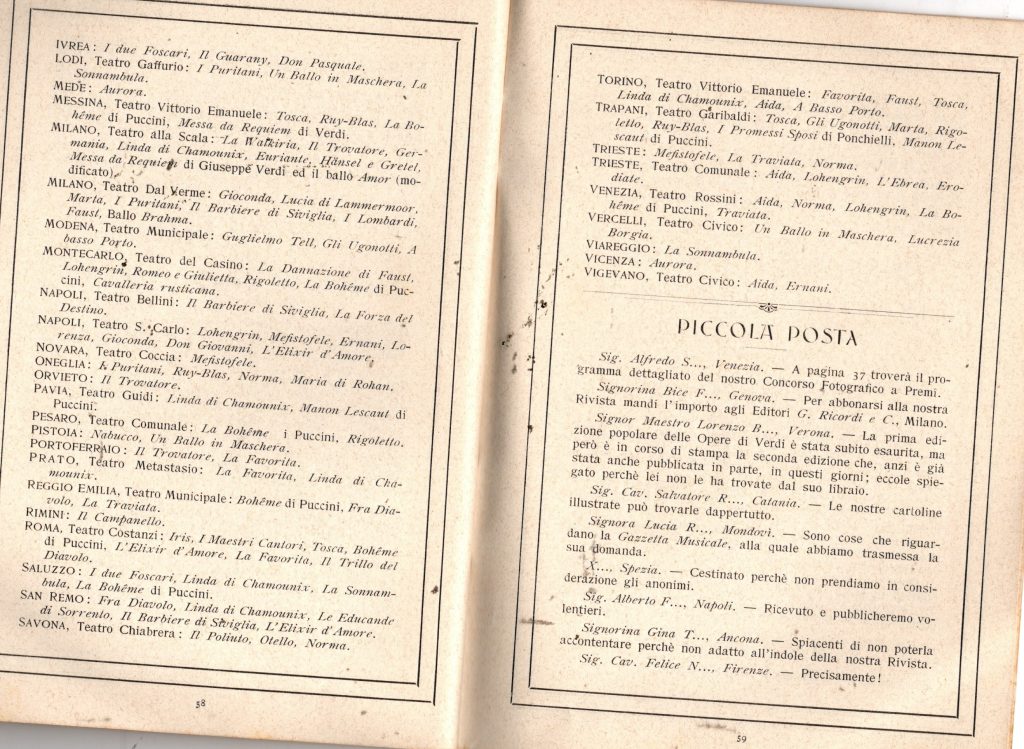 IVREA: I due Foscari, Il Guarany, Don Pasquale.
LODI, Teatro Gaffurio: I Puritani, Un Ballo in Maschera, La
Sonnambula.
MEDE: Aurora.
MESSINA, Teatro Vittorio Emanuele: Tosca, Ruy-Blas, La Bo-
hême di Puccini, Messa da Requiem di Verdi.
MILANO, Teatro alla Scala: La Walkiria, Il Trovatore, Ger-
mania, Linda di Chamounix, Euriante, Hänsel e Gretel,
Messa da Requiem di Giuseppe Verdi ed il ballo Amor (mo-
dificato).
MILANO, Teatro Dal Verme: Gioconda, Lucia di Lammermoor,
Marta, I Puritani, Il Barbiere di Siviglia, I Lombardi,
Faust, Ballo Brahma.
MODENA, Teatro Municipale: Guglielmo Tell, Gli Ugonotti, A
basso Porto.
MONTECARLO, Teatro del Casino: La Dannazione di Faust,
Lohengrin, Romeo e Giulietta, Rigoletto, La Bohême di Puc-
cini, Cavalleria rusticana.
NAPOLI, Teatro Bellini: Il Barbiere di Siviglia, La Forza del
Destino.
NAPOLI, Teatro S. Carlo: Lohengrin, Mefistofele, Ernani, Lo-
renza, Gioconda, Don Giovanni, L'Elixir d'Amore.
NOVARA, Teatro Coccia: Mefistofele.
ONEGLIA: I Puritani, Ruy-Blas, Norma, Maria di Rohan.
ORVIETO: Il Trovatore.
PAVIA, Teatro Guidi: Linda di Chamounix, Manon Lescaut di
Puccini.
PESARO, Teatro Comunale: La Bohême i Puccini, Rigoletto.
PISTOIA: Nabucco, Un Ballo in Maschera.
PORTOFERRAIO: Il Trovatore, La Favorita.
PRATO, Teatro Metastasio: La Favorita, Linda di Cha-
mounix.
REGGIO EMILIA, Teatro Municipale: Bohême di Puccini, Fra Dia-
volo, La Traviata.
RIMINI: Il Campanello.
ROMA, Teatro Costanzi: Iris, I Maestri Cantori, Tosca, Bohême
di Puccini, L'Elixir d'Amore, La Favorita, Il Trillo del
Diavolo.
SALUZZO: I due Foscari, Linda di Chamounix, La Sonnam-
bula, La Bohême di Puccini.
SAN REMO: Fra Diavolo, Linda di Chamounix, Le Educande
di Sorrento, Il Barbiere di Siviglia, L'Elixir d'Amore.
SAVONA, Teatro Chiabrera: Il Poliuto, Otello, Norma.
58
TORINO, Teatro Vittorio Emanuele: Favorita, Faust, Tosca,
Linda di Chamounix, Aida, A Basso Porto.
TRAPANI, Teatro Garibaldi: Tosca, Gli Ugonotti, Marta, Rigo-
letto, Ruy-Blas, I Promessi Sposi di Ponchielli, Manon Le-
scaut di Puccini.
TRIESTE: Mefistofele, La Traviata, Norma.
TRIESTE, Teatro Comunale: Aida, Lohengrin, L'Ebrea, Ero-
diate.
VENEZIA, Teatro Rossini: Aida, Norma, Lohengrin, La Bo-
hême di Puccini, Traviata.
VERCELLI, Teatro Civico: Un Ballo in Maschera, Lucrezia
Borgia.
VIAREGGIO: La Sonnambula.
VICENZA: Aurora.
VIGEVANO, Teatro Civico: Aida, Ernani.
PICCOLA POSTA
Sig. Alfredo S..., Venezia. — A pagina 37 troverà il pro-
gramma dettagliato del nostro Concorso Fotografico a Premi.
Signorina Bice F..., Genova. — Per abbonarsi alla nostra
Rivista mandi l'importo agli Editori G. Ricordi e C., Milano.
Signor Maestro Lorenzo B..., Verona. — La prima edi-
zione popolare delle Opere di Verdi è stata subito esaurita, ma
però è in corso di stampa la seconda edizione che, anzi è già
stata anche pubblicata in parte, in questi giorni; eccole spie-
gato perchè lei non le ha trovate dal suo libraio.
Sig. Cav. Salvatore R..., Catania. — Le nostre cartoline
illustrate può trovarle dappertutto.
Signora Lucia R..., Mondovì. — Sono cose che riguar-
dano la Gazzetta Musicale, alla quale abbiamo trasmessa la
sua domanda.
X..., Spezia. — Cestinato perchè non prendiamo in consi-
derazione gli anonimi.
Sig. Alberto F..., Napoli. — Ricevuto e pubblicheremo vo-
lentieri.
Signorina Gina T..., Ancona. — Spiacenti di non poterla
accontentare perchè non adatto all'indole della nostra Rivista.
Sig. Cav. Felice N..., Firenze. — Precisamente!
59